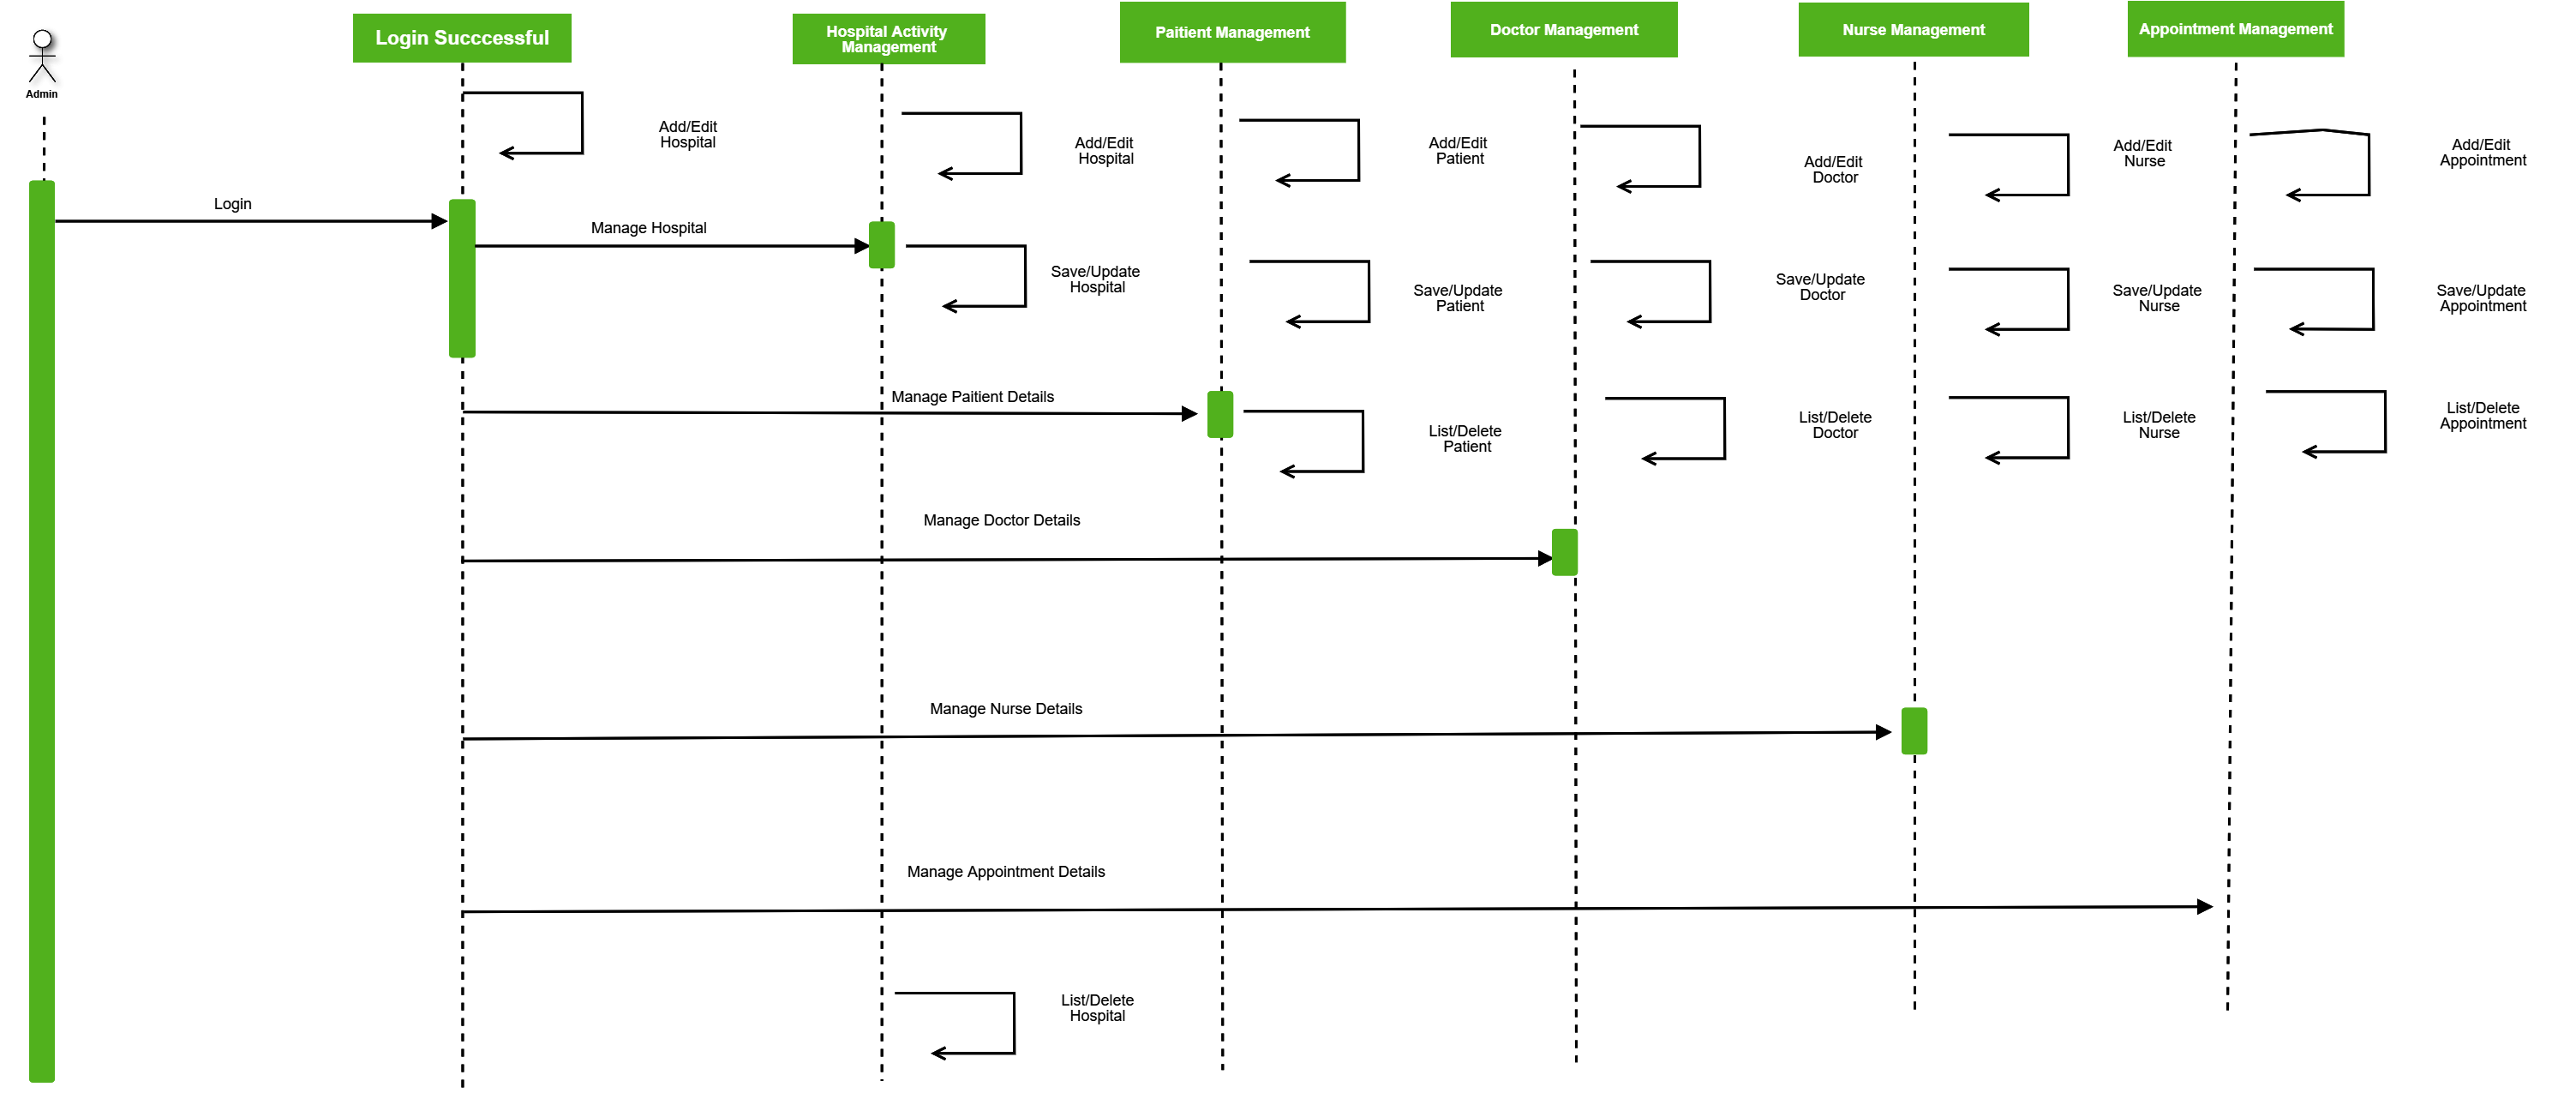 Admin
Login Succcessful
Hospital Activity
Management
Paitient Management
Doctor Management
Nurse Management
Appointment Management
Add/Edit
Hospital
Add/Edit
Hospital
Add/Edit
Patient
Add/Edit
Doctor
Add/Edit
Nurse
Add/Edit
Appointment
Login
Manage Hospital
Save/Update
Hospital
Save/Update
Patient
Save/Update
Doctor
Save/Update
Nurse
Save/Update
Appointment
Manage Paitient Details
List/Delete
Patient
List/Delete
Doctor
List/Delete
Nurse
List/Delete
Appointment
Manage Doctor Details
Manage Nurse Details
Manage Appointment Details
List/Delete
Hospital